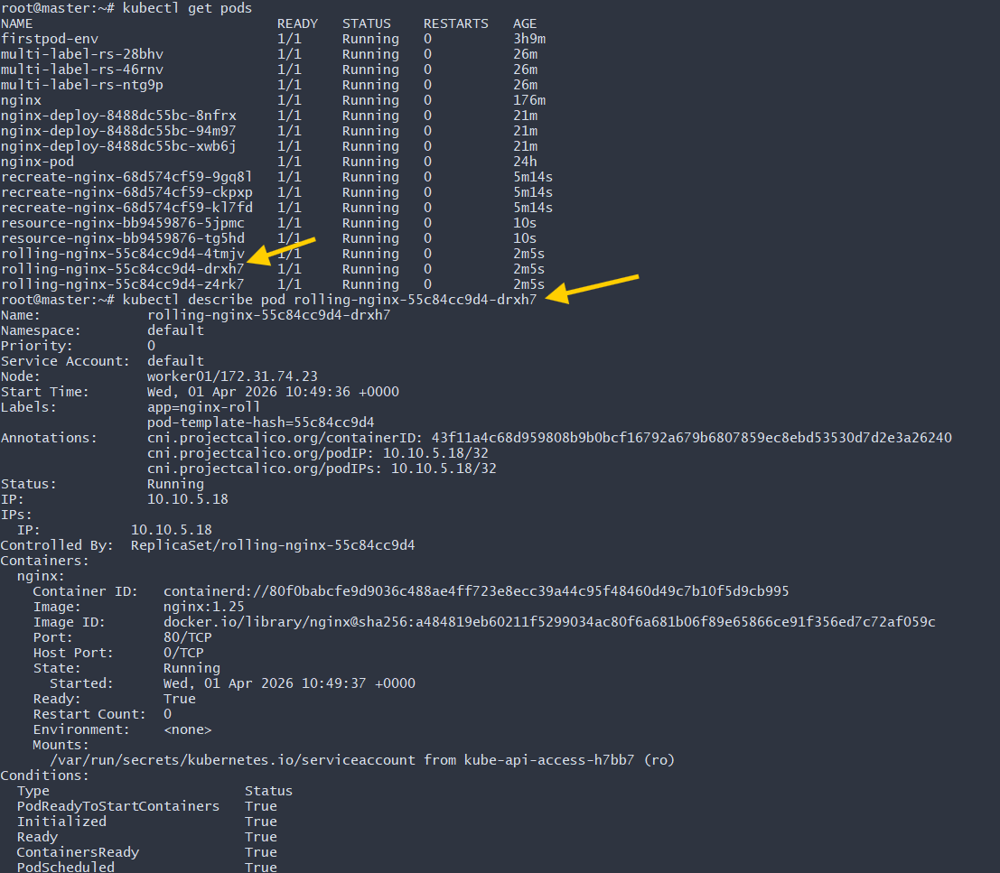 root@master:~# kubectl get pods
NAME                              READY   STATUS    RESTARTS   AGE
firstpod-env                      1/1     Running   0          3h9m
multi-label-rs-28bhv              1/1     Running   0          26m
multi-label-rs-46rnv              1/1     Running   0          26m
multi-label-rs-ntg9p              1/1     Running   0          26m
nginx                             1/1     Running   0          176m
nginx-deploy-8488dc55bc-8nfrx     1/1     Running   0          21m
nginx-deploy-8488dc55bc-94m97     1/1     Running   0          21m
nginx-deploy-8488dc55bc-xwb6j     1/1     Running   0          21m
nginx-pod                         1/1     Running   0          24h
recreate-nginx-68d574cf59-9gq8l   1/1     Running   0          5m14s
recreate-nginx-68d574cf59-ckpxp   1/1     Running   0          5m14s
recreate-nginx-68d574cf59-kl7fd   1/1     Running   0          5m14s
resource-nginx-bb9459876-5jpmc    1/1     Running   0          10s
resource-nginx-bb9459876-tg5hd    1/1     Running   0          10s
rolling-nginx-55c84cc9d4-4tmjv    1/1     Running   0          2m5s
rolling-nginx-55c84cc9d4-drxh7    1/1     Running   0          2m5s
rolling-nginx-55c84cc9d4-z4rk7    1/1     Running   0          2m5s
root@master:~# kubectl describe pod rolling-nginx-55c84cc9d4-drxh7
Name:             rolling-nginx-55c84cc9d4-drxh7
Namespace:        default
Priority:         0
Service Account:  default
Node:             worker01/172.31.74.23
Start Time:       Wed, 01 Apr 2026 10:49:36 +0000
Labels:           app=nginx-roll
                  pod-template-hash=55c84cc9d4
Annotations:      cni.projectcalico.org/containerID: 43f11a4c68d959808b9b0bcf16792a679b6807859ec8ebd53530d7d2e3a26240
                  cni.projectcalico.org/podIP: 10.10.5.18/32
                  cni.projectcalico.org/podIPs: 10.10.5.18/32
Status:           Running
IP:               10.10.5.18
IPs:
  IP:           10.10.5.18
Controlled By:  ReplicaSet/rolling-nginx-55c84cc9d4
Containers:
  nginx:
    Container ID:   containerd://80f0babcfe9d9036c488ae4ff723e8ecc39a44c95f48460d49c7b10f5d9cb995
    Image:          nginx:1.25
    Image ID:       docker.io/library/nginx@sha256:a484819eb60211f5299034ac80f6a681b06f89e65866ce91f356ed7c72af059c
    Port:           80/TCP
    Host Port:      0/TCP
    State:          Running
      Started:      Wed, 01 Apr 2026 10:49:37 +0000
    Ready:          True
    Restart Count:  0
    Environment:    <none>
    Mounts:
      /var/run/secrets/kubernetes.io/serviceaccount from kube-api-access-h7bb7 (ro)
Conditions:
  Type                        Status
  PodReadyToStartContainers   True
  Initialized                 True
  Ready                       True
  ContainersReady             True
  PodScheduled                True